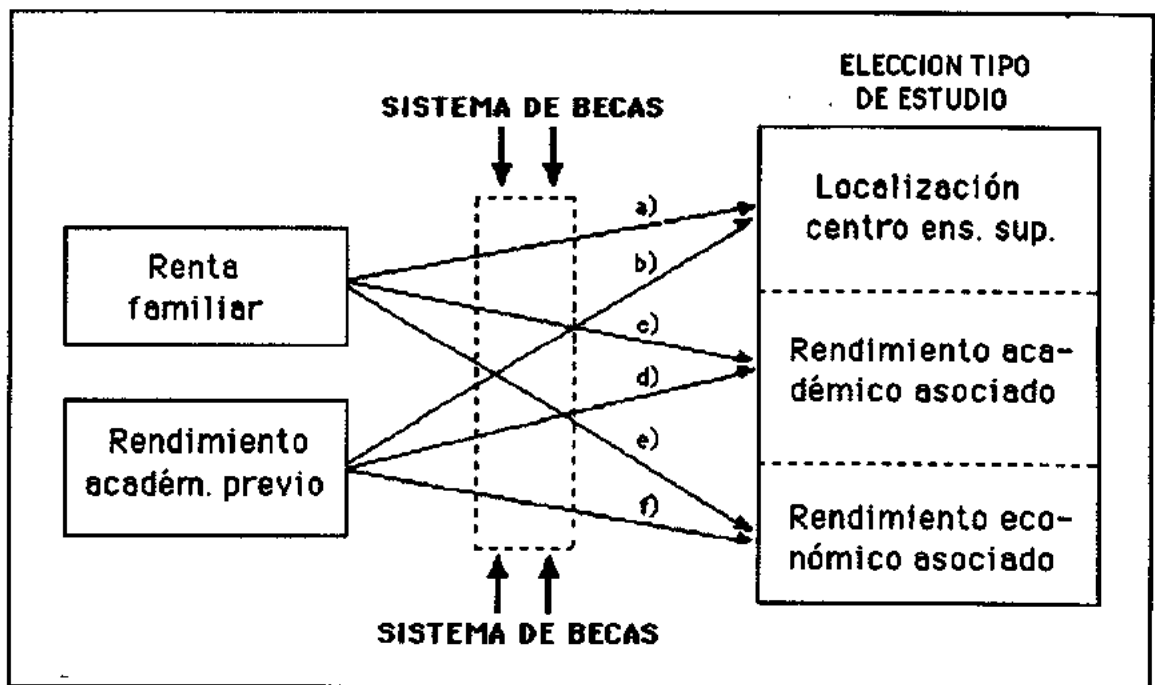 ELECCION TIPO
DE ESTUDIO
SISTEMA DE BECAS
Renta
familiar
Rendimiento
académ. previo
a)
b)
c)
d)
e)
f)
Localización
centro ens. sup.
Rendimiento aca-
démico asociado
Rendimiento eco-
nómico asociado
SISTEMA DE BECAS